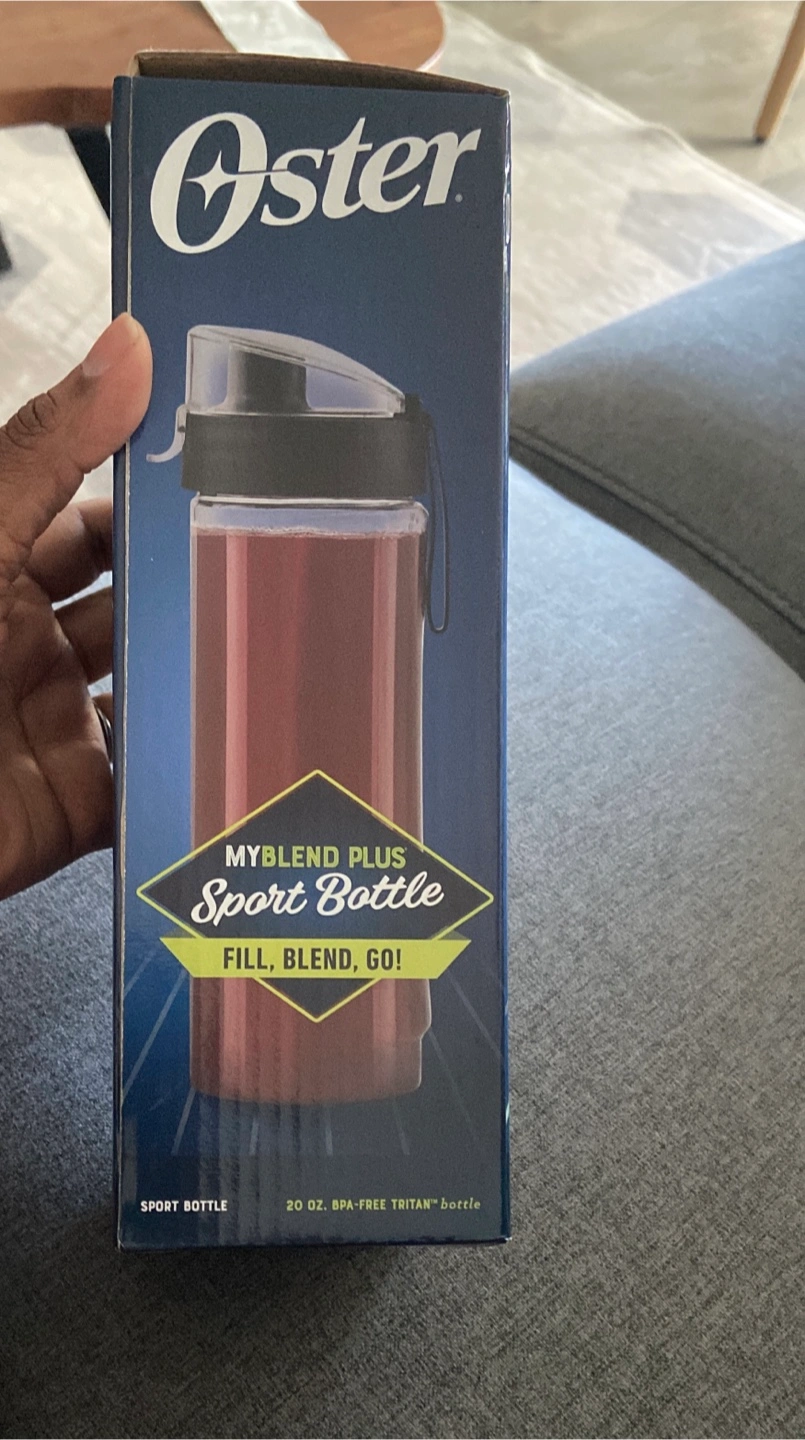 Oster®
MYBLEND PLUS
Sport Bottle
FILL, BLEND, GO!
SPORT BOTTLE
20 OZ. BPA-FREE TRITAN™ bottle